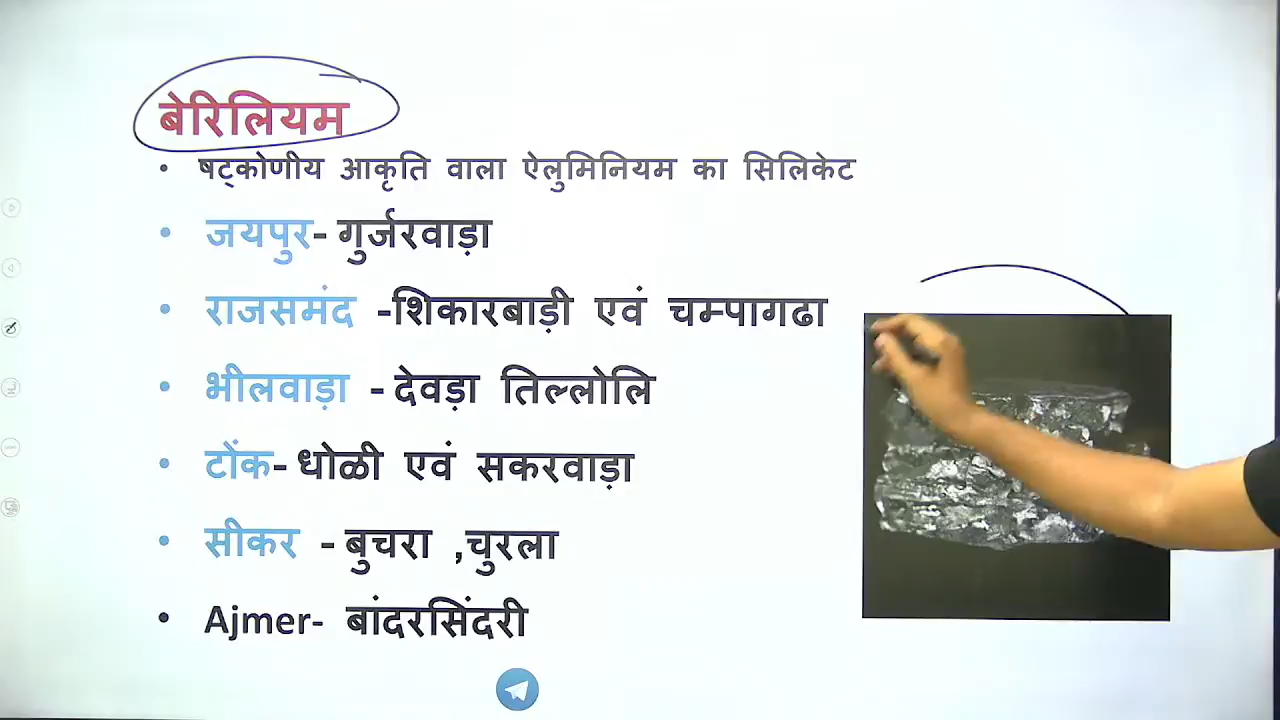 बेरिलियम
• षट्कोणीय आकृति वाला ऐलुमिनियम का सिलिकेट
• जयपुर- गुर्जरवाड़ा
• राजसमंद -शिकारबाड़ी एवं चम्पागढा
• भीलवाड़ा - देवड़ा तिल्लोलि
• टोंक- धोळी एवं सकरवाड़ा
• सीकर - बुचरा ,चुरला
• Ajmer- बांदरसिंदरी